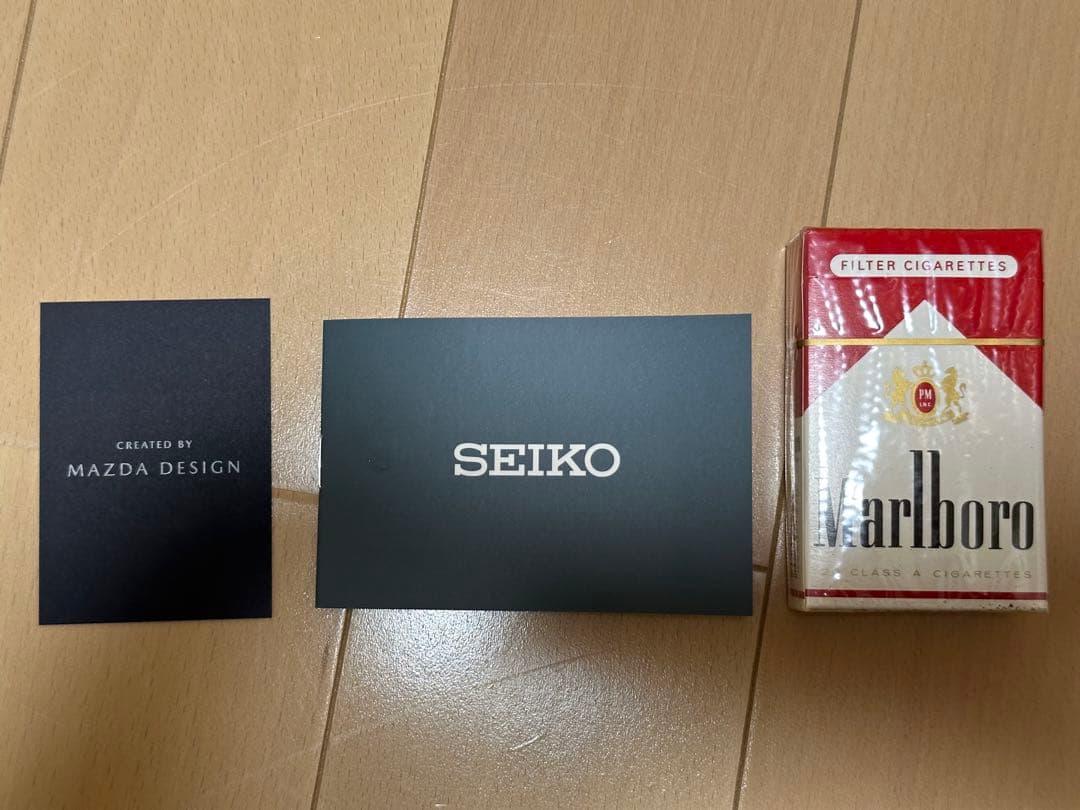 CREATED BY
MAZDA DESIGN
SEIKO
FILTER CIGARETTES
PM
INC
Marlboro
CLASS A CIGARETTES